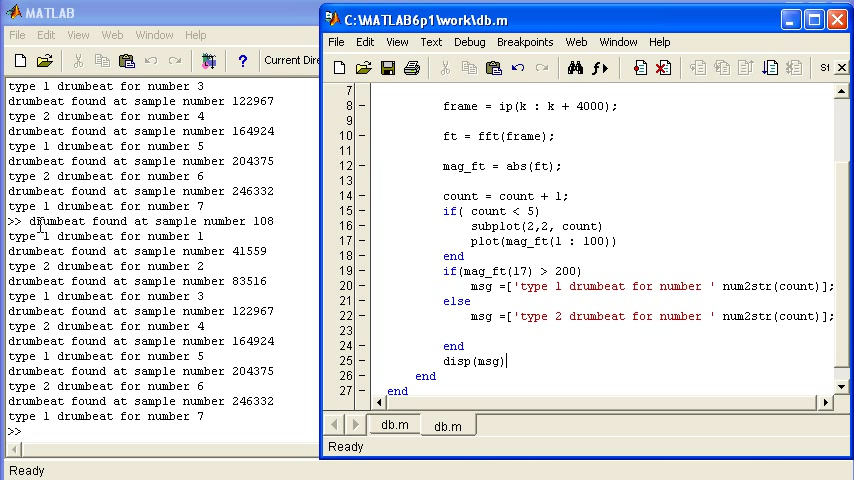 MATLAB
File Edit View Web Window Help
Current Dire
type 1 drumbeat for number 3
drumbeat found at sample number 122967
type 2 drumbeat for number 4
drumbeat found at sample number 164924
type 1 drumbeat for number 5
drumbeat found at sample number 204375
type 2 drumbeat for number 6
drumbeat found at sample number 246332
type 1 drumbeat for number 7
>> drumbeat found at sample number 108
type 1 drumbeat for number 1
drumbeat found at sample number 41559
type 2 drumbeat for number 2
drumbeat found at sample number 83516
type 1 drumbeat for number 3
drumbeat found at sample number 122967
type 2 drumbeat for number 4
drumbeat found at sample number 164924
type 1 drumbeat for number 5
drumbeat found at sample number 204375
type 2 drumbeat for number 6
drumbeat found at sample number 246332
type 1 drumbeat for number 7
>>
Ready
C:\MATLAB6p1\work\db.m
File Edit View Text Debug Breakpoints Web Window Help
7
8 – frame = ip(k : k + 4000);
9
10 – ft = fft(frame);
11
12 – mag_ft = abs(ft);
13
14 – count = count + 1;
15 – if( count < 5)
16 – subplot(2,2, count)
17 – plot(mag_ft(1 : 100))
18 – end
19 – if(mag_ft(17) > 200)
20 – msg =['type 1 drumbeat for number ' num2str(count)];
21 – else
22 – msg =['type 2 drumbeat for number ' num2str(count)];
23
24 – end
25 – disp(msg)
26 – end
27 – end
db.m db.m
Ready